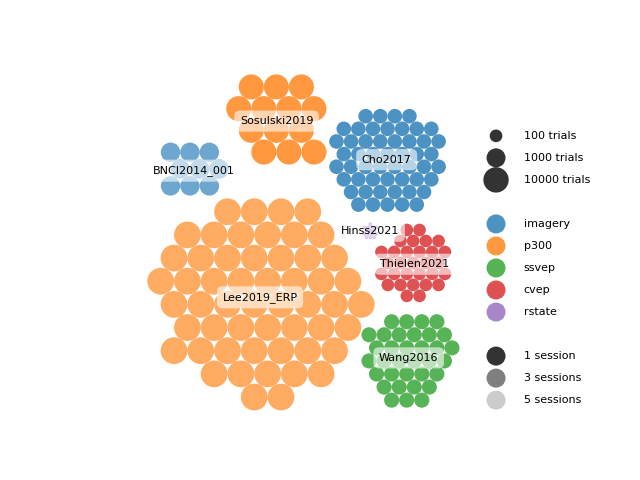 Sosulski2019
Cho2017
BNCI2014_001
Hinss2021
Thielen2021
Lee2019_ERP
Wang2016
100 trials
1000 trials
10000 trials
imagery
p300
ssvep
cvep
rstate
1 session
3 sessions
5 sessions